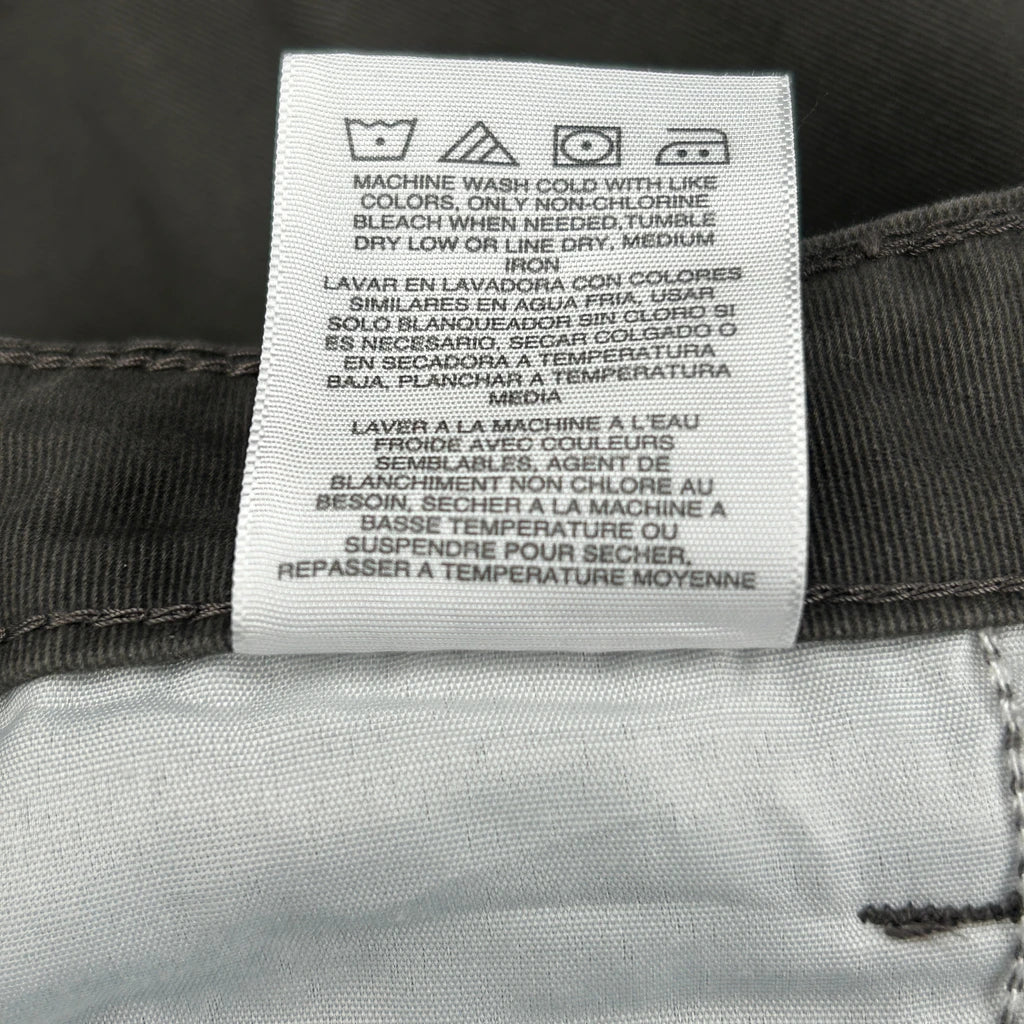 MACHINE WASH COLD WITH LIKE
COLORS, ONLY NON-CHLORINE
BLEACH WHEN NEEDED,TUMBLE
DRY LOW OR LINE DRY, MEDIUM
IRON
LAVAR EN LAVADORA CON COLORES
SIMILARES EN AGUA FRIA, USAR
SOLO BLANQUEADOR SIN CLORO SI
ES NECESARIO, SECAR COLGADO O
EN SECADORA A TEMPERATURA
BAJA, PLANCHAR A TEMPERATURA
MEDIA
LAVER A LA MACHINE A L'EAU
FROIDE AVEC COULEURS
SEMBLABLES, AGENT DE
BLANCHIMENT NON CHLORE AU
BESOIN, SECHER A LA MACHINE A
BASSE TEMPERATURE OU
SUSPENDRE POUR SECHER,
REPASSER A TEMPERATURE MOYENNE